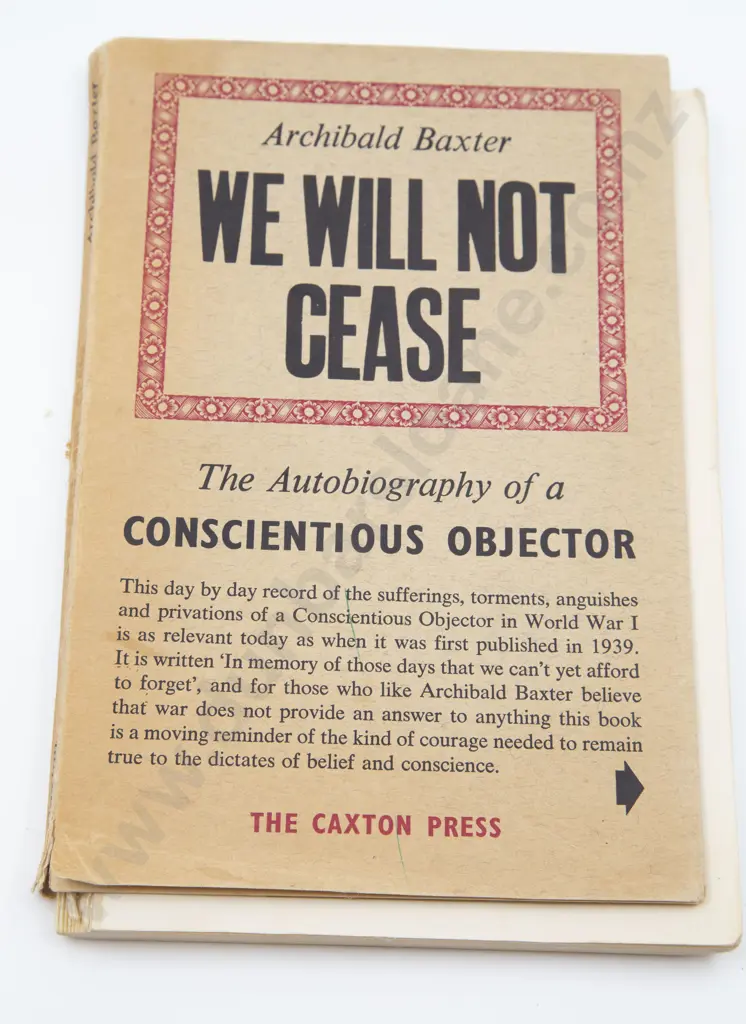 Archibald Baxter
Archibald Baxter
WE WILL NOT
CEASE
The Autobiography of a
CONSCIENTIOUS OBJECTOR
This day by day record of the sufferings, torments, anguishes
and privations of a Conscientious Objector in World War I
is as relevant today as when it was first published in 1939.
It is written ‘In memory of those days that we can’t yet afford
to forget’, and for those who like Archibald Baxter believe
that war does not provide an answer to anything this book
is a moving reminder of the kind of courage needed to remain
true to the dictates of belief and conscience.
THE CAXTON PRESS